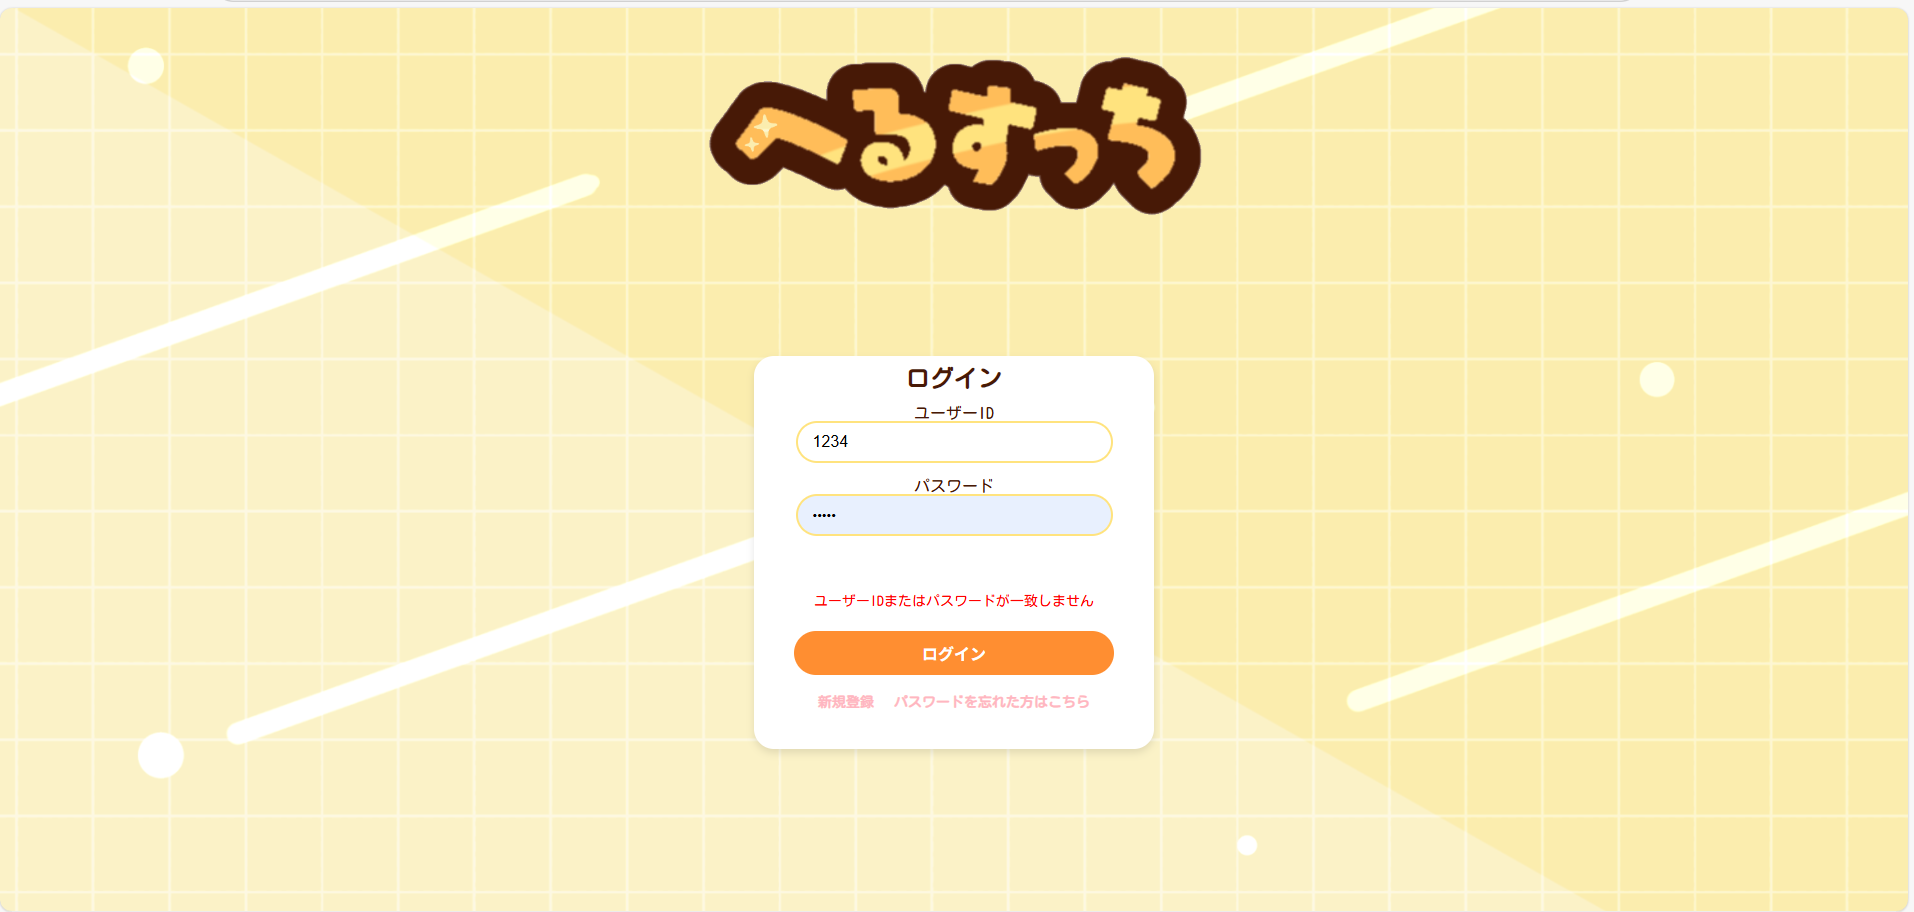 へるすっち
ログイン
ユーザーID
1234
パスワード
•••••
ユーザーIDまたはパスワードが一致しません
ログイン
新規登録 パスワードを忘れた方はこちら